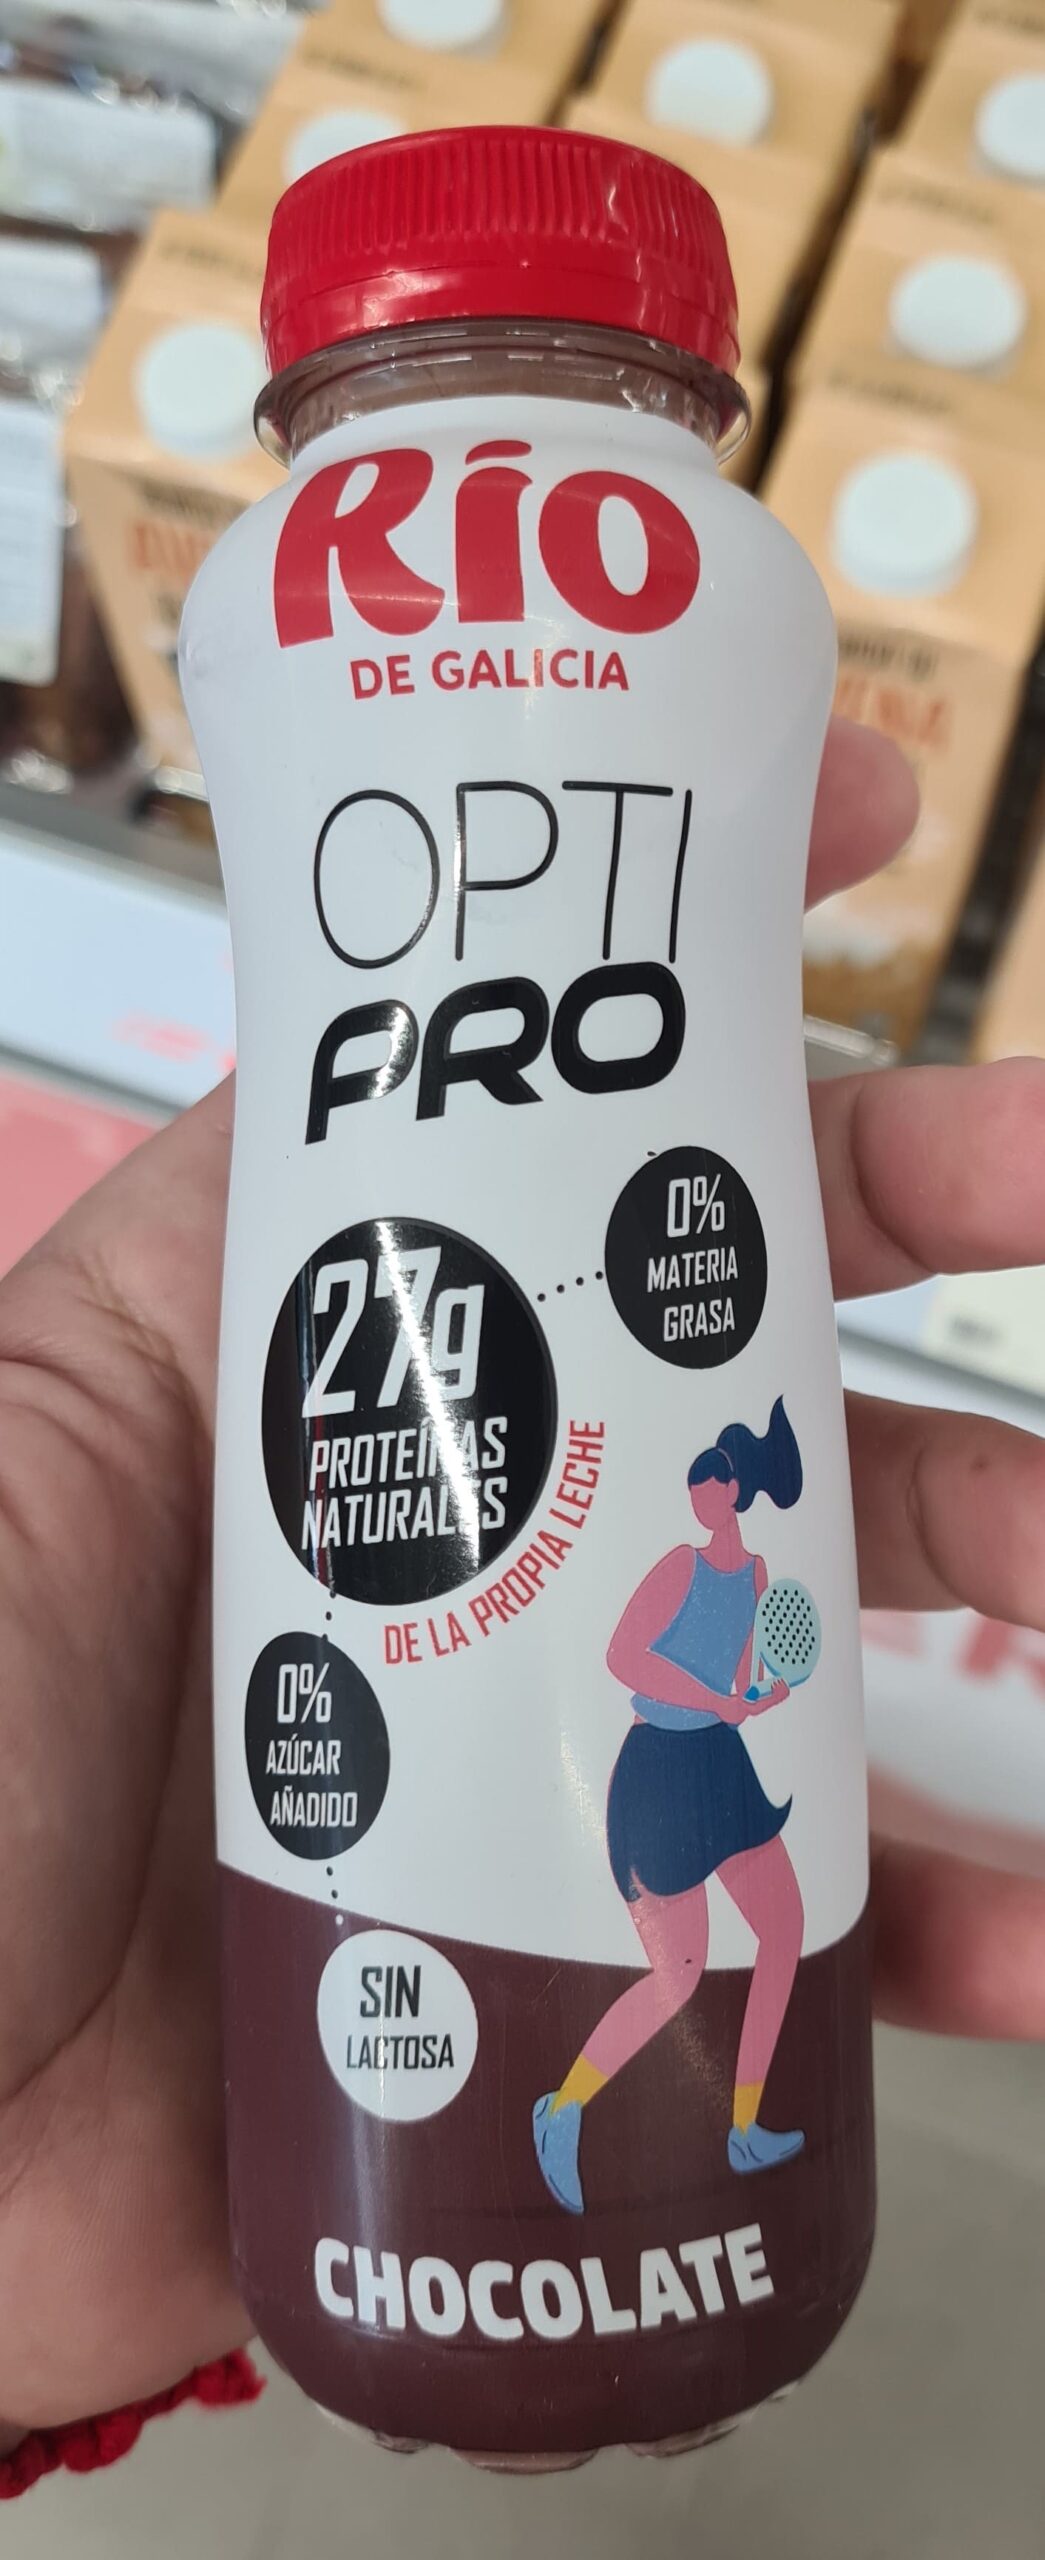 Río
DE GALICIA
OPTI
PRO
0%
MATERIA
GRASA
27g
PROTEÍNAS
NATURALES
DE LA PROPIA LECHE
0%
AZÚCAR
AÑADIDO
SIN
LACTOSA
CHOCOLATE